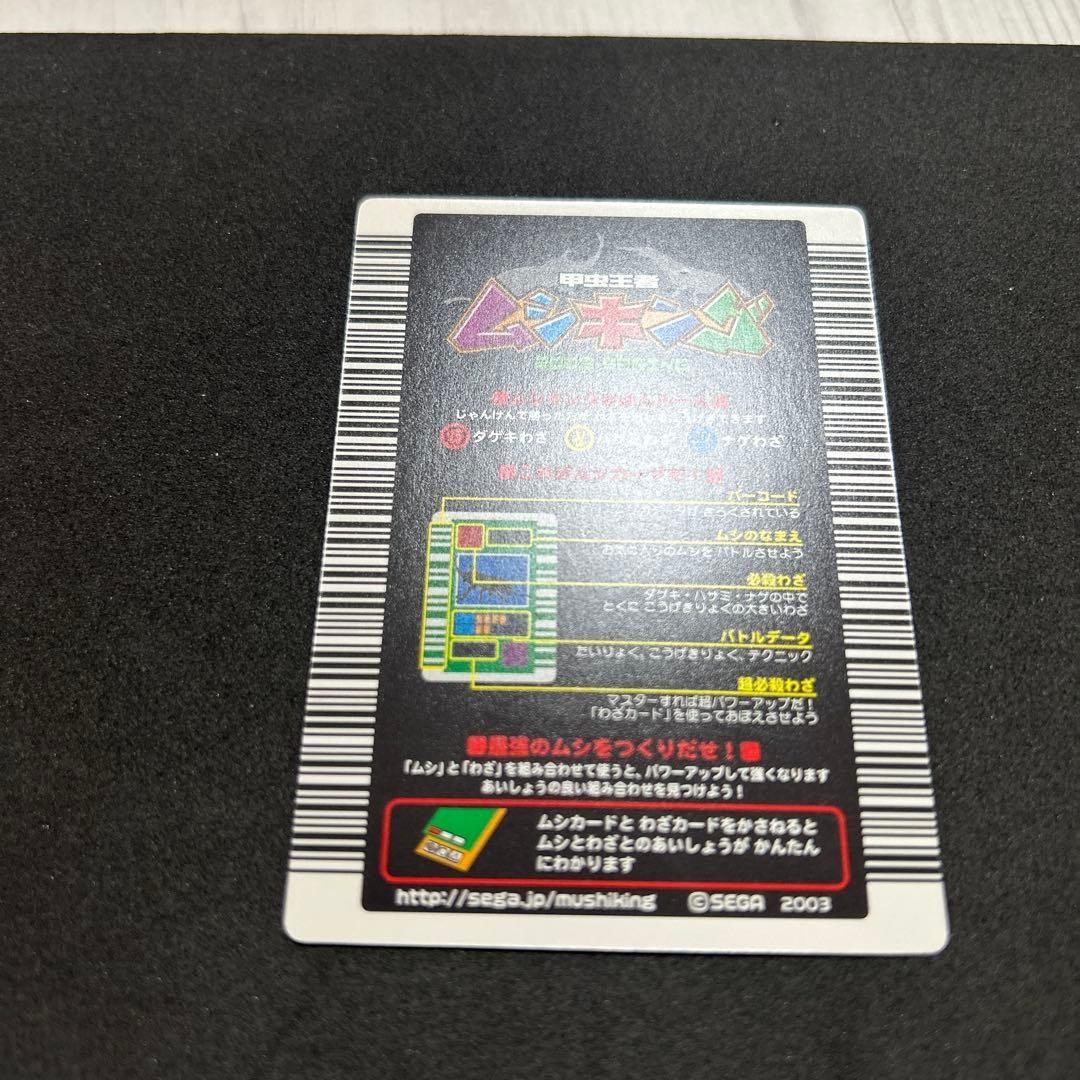 甲虫王者
ムシキング
じゃんけんで勝っ
きます
ダゲキわざ
わざ
ナゲわざ
バーコード
きろくされている
ムシのなまえ
お気に入りのムシを バトルさせよう
必殺わざ
ダゲキ・ハサミ・ナゲの中で
とくに こうげきりょくの大きいわざ
バトルデータ
たいりょく、こうげきりょく、テクニック
超必殺わざ
マスターすれば超パワーアップだ！
「わざカード」を使っておぼえさせよう
最強のムシをつくりだせ！
「ムシ」と「わざ」を組み合わせて使うと、パワーアップして強くなります
あいしょうの良い組み合わせを見つけよう！
ムシカードと わざカードをかさねると
ムシとわざとのあいしょうが かんたん
にわかります
http://sega.jp/mushiking ©SEGA 2003